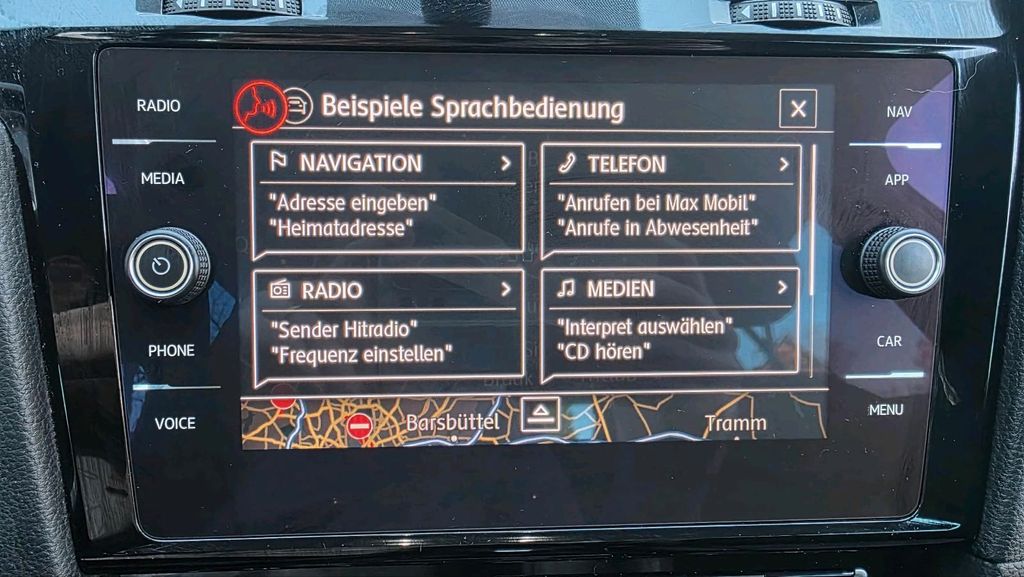 RADIO
MEDIA
PHONE
VOICE
Beispiele Sprachbedienung
NAVIGATION
"Adresse eingeben"
"Heimatadresse"
TELEFON
"Anrufen bei Max Mobil"
"Anrufe in Abwesenheit"
RADIO
"Sender Hitradio"
"Frequenz einstellen"
MEDIEN
"Interpret auswählen"
"CD hören"
Barsbüttel
Tramm
NAV
APP
CAR
MENU